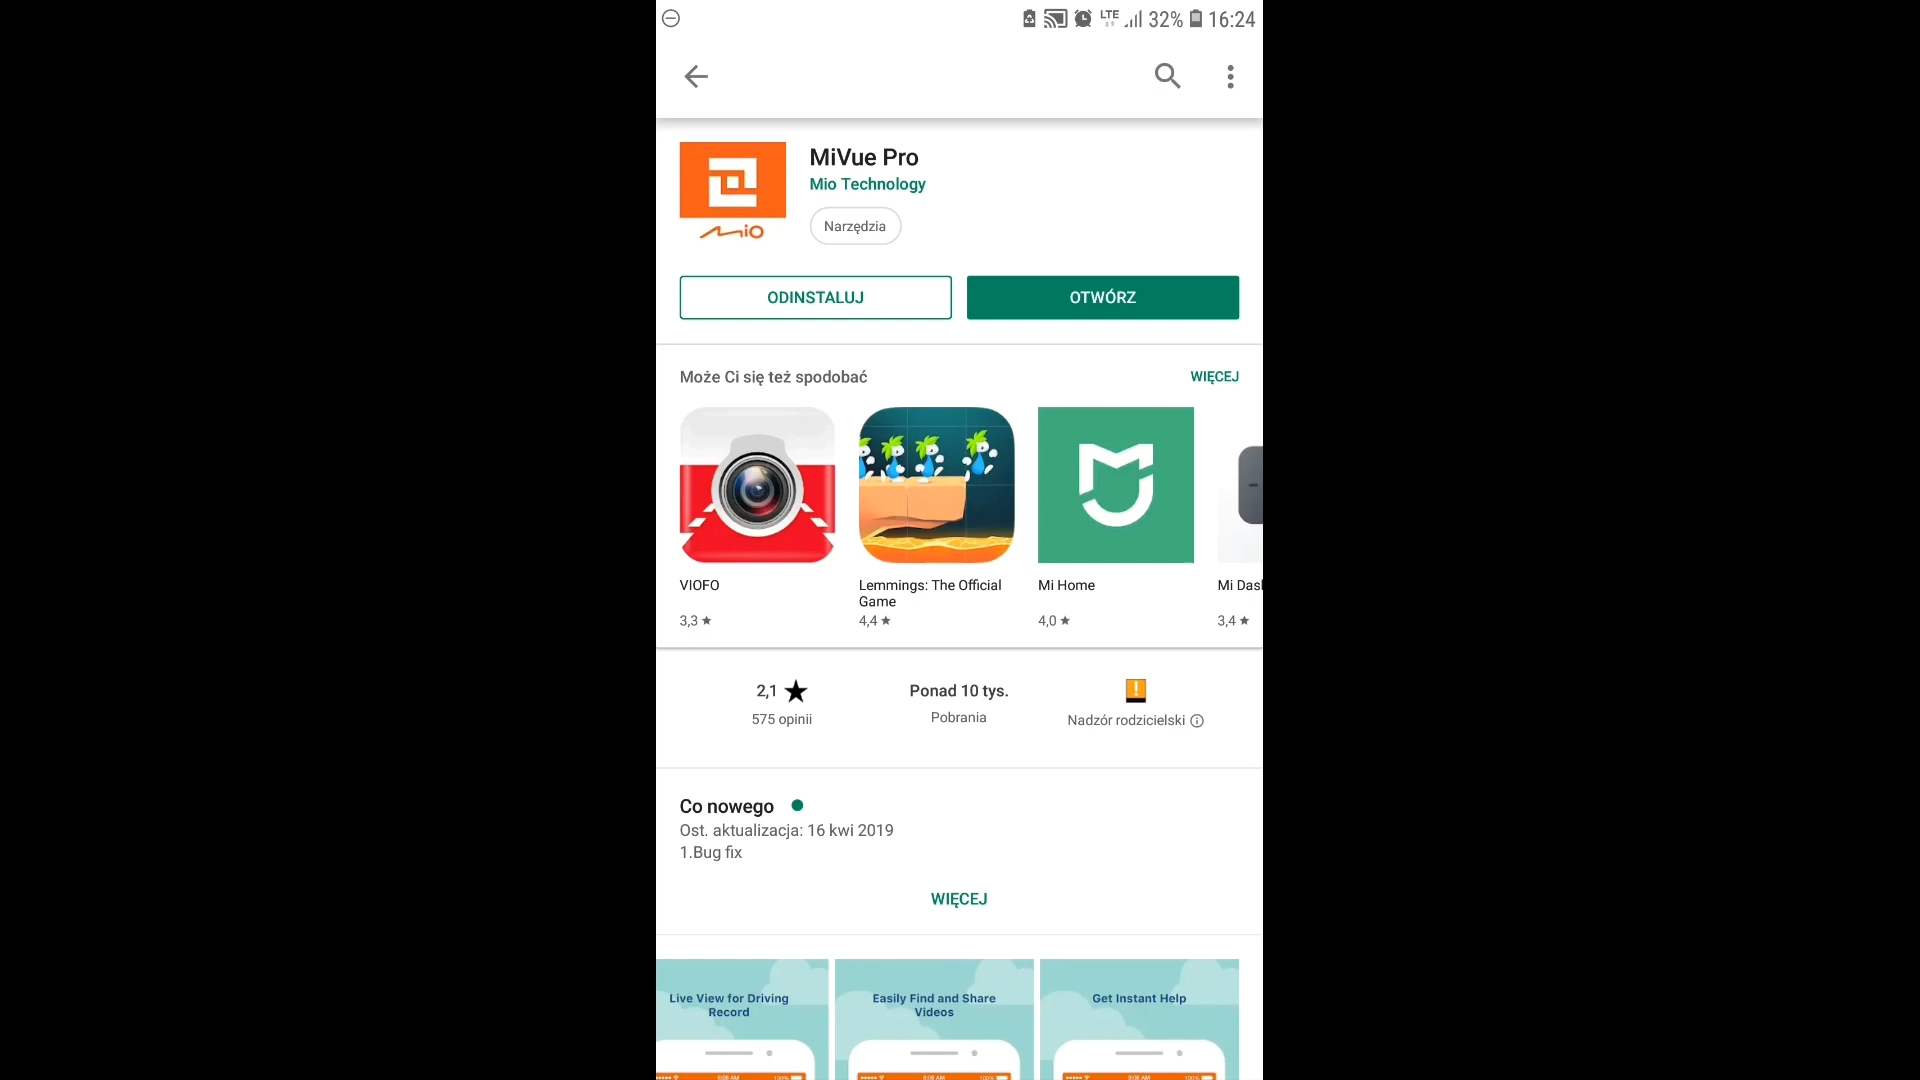 LTE 32% 16:24
MiVue Pro
Mio Technology
mio
Narzędzia
ODINSTALUJ OTWÓRZ
Może Ci się też spodobać WIĘCEJ
VIOFO
3,3 ★
Lemmings: The Official
Game
4,4 ★
Mi Home
4,0 ★
Mi Das
3,4 ★
2,1 ★
575 opinii
Ponad 10 tys.
Pobrania
Nadzór rodzicielski
Co nowego
Ost. aktualizacja: 16 kwi 2019
1.Bug fix
WIĘCEJ
Live View for Driving
Record
Easily Find and Share
Videos
Get Instant Help